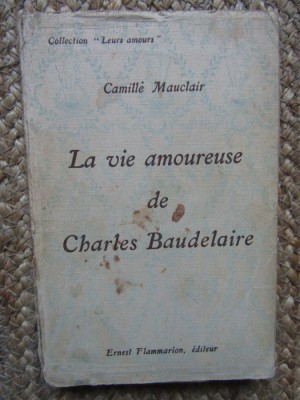 Collection "Leurs amours"
Camille Mauclair
La vie amoureuse
de
Charles Baudelaire
Ernest Flammarion, éditeur